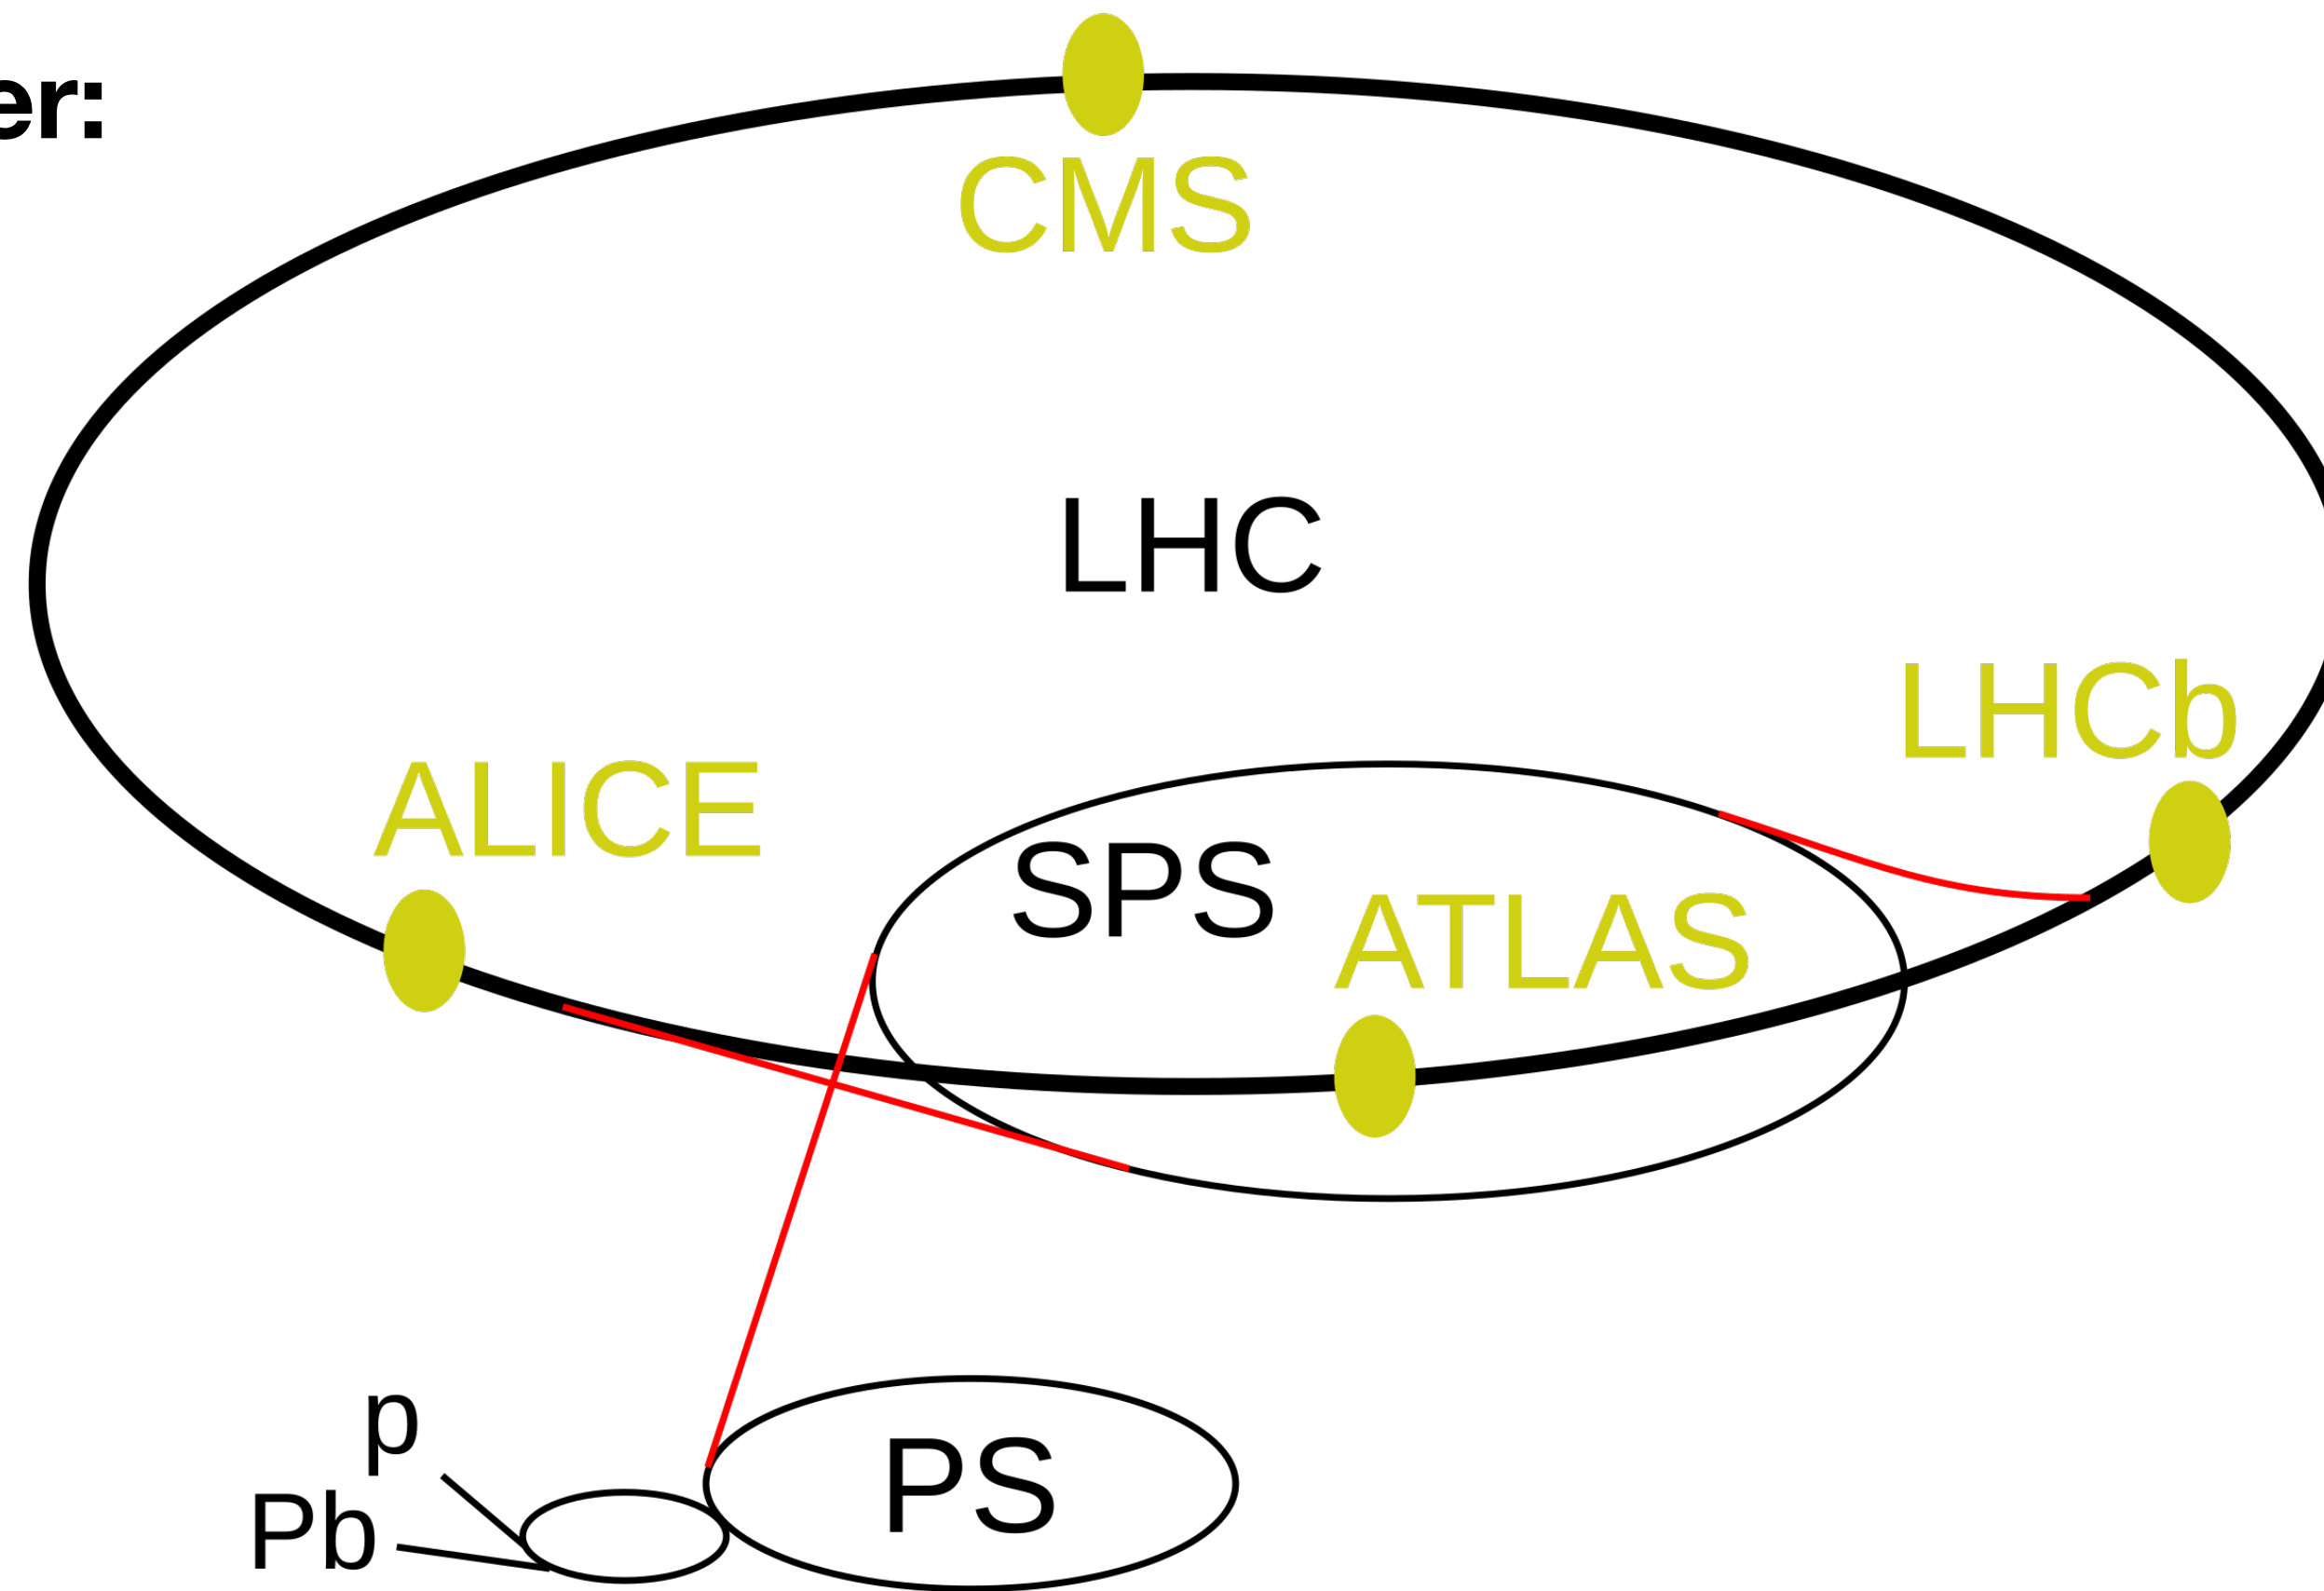 er:
CMS
LHC
LHCb
ALICE
SPS
ATLAS
p
Pb
PS